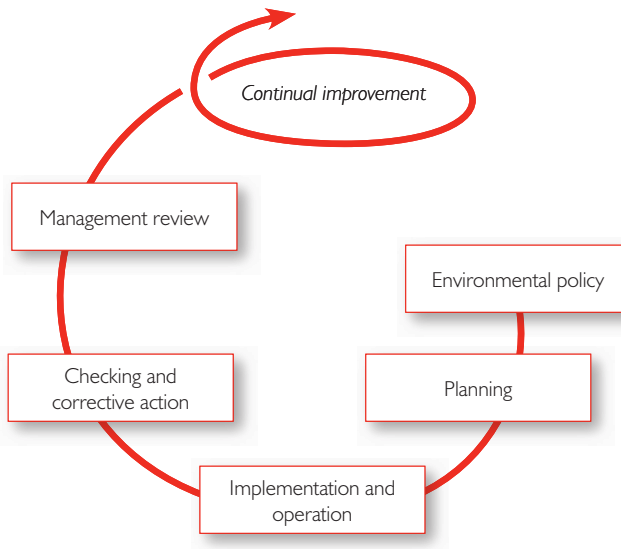 Continual improvement
Management review
Environmental policy
Checking and
corrective action
Planning
Implementation and
operation